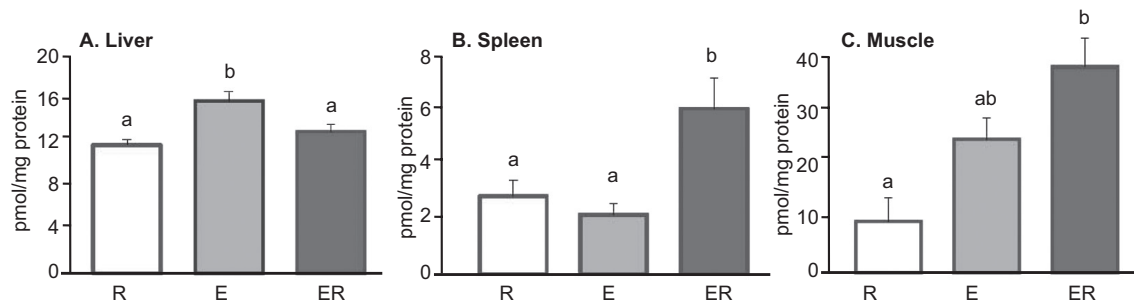 A. Liver
pmol/mg protein
20
16
12
8
4
0
a
b
a
R
E
ER
B. Spleen
pmol/mg protein
8
6
4
2
0
a
a
b
R
E
ER
C. Muscle
pmol/mg protein
40
30
20
10
0
a
ab
b
R
E
ER